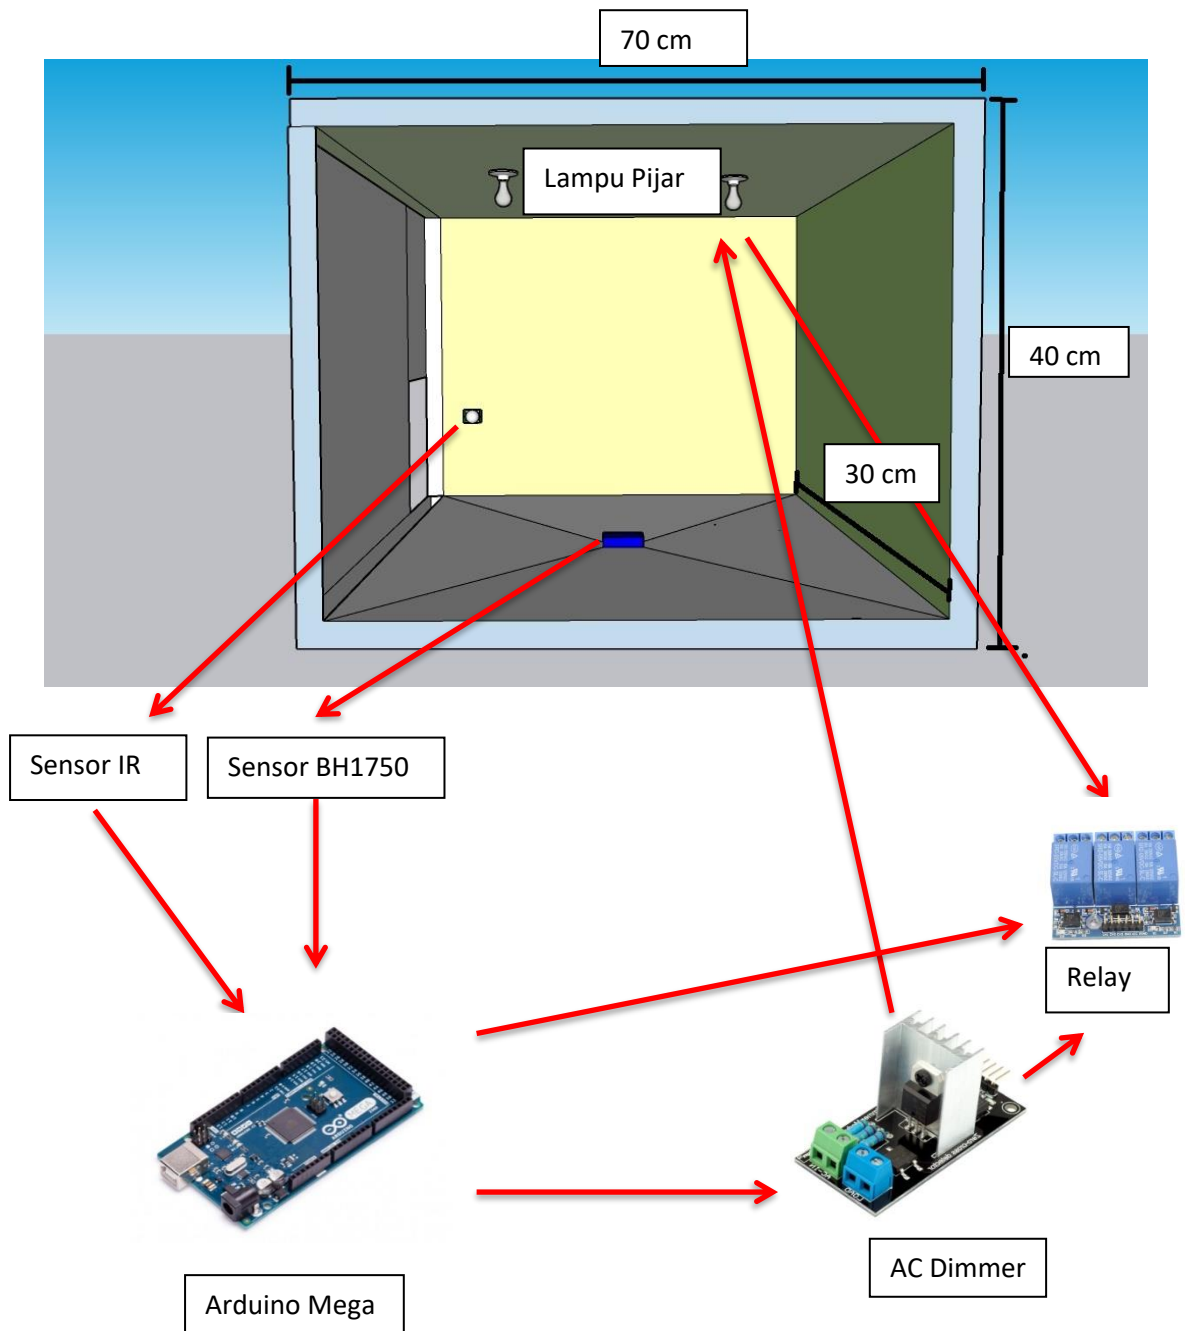 70 cm
Lampu Pijar
40 cm
30 cm
Sensor IR
Sensor BH1750
Relay
AC Dimmer
Arduino Mega